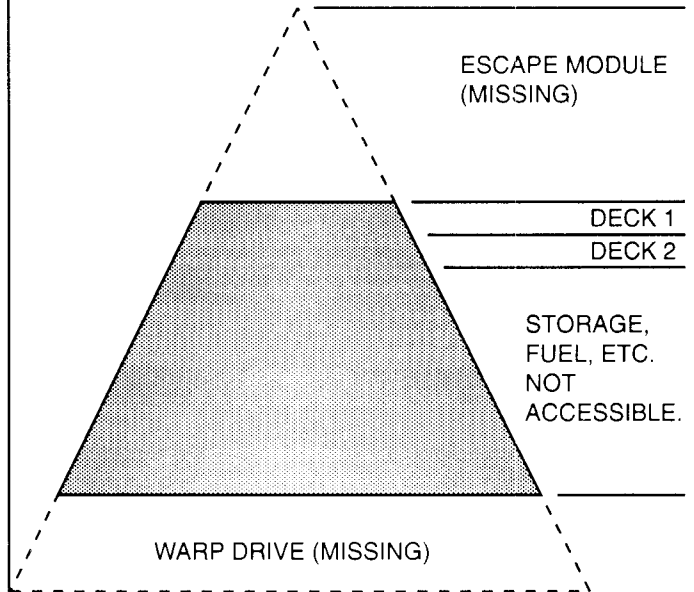 ESCAPE MODULE
(MISSING)
DECK 1
DECK 2
STORAGE,
FUEL, ETC.
NOT
ACCESSIBLE.
WARP DRIVE (MISSING)